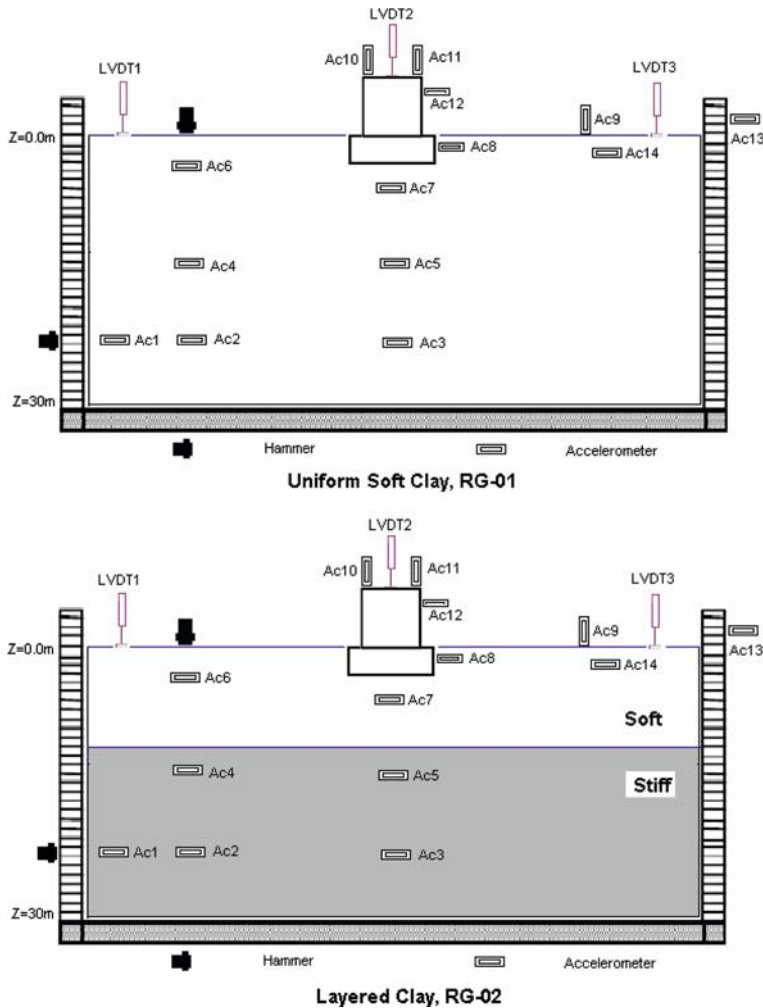 LVDT2
Ac10
Ac11
LVDT1
LVDT3
Ac12
Ac9
Z=0.0m
Ac13
Ac8
Ac14
Ac6
Ac7
Ac4
Ac5
Ac1
Ac2
Ac3
Z=30m
Hammer
Accelerometer
Uniform Soft Clay, RG-01
LVDT2
Ac10
Ac11
LVDT1
LVDT3
Ac12
Ac9
Z=0.0m
Ac13
Ac8
Ac14
Ac6
Ac7
Soft
Ac4
Ac5
Stiff
Ac1
Ac2
Ac3
Z=30m
Hammer
Accelerometer
Layered Clay, RG-02